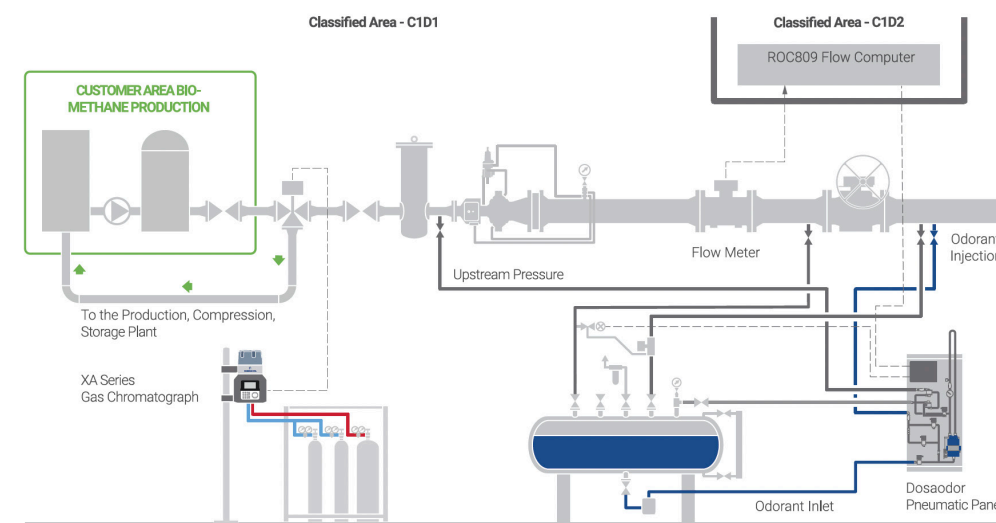 Classified Area - C1D1
Classified Area - C1D2
ROC809 Flow Computer
CUSTOMER AREA BIO-
METHANE PRODUCTION
Flow Meter
Odorant
Injection
Upstream Pressure
To the Production, Compression,
Storage Plant
XA Series
Gas Chromatograph
Odorant Inlet
Dosaodor
Pneumatic Pane